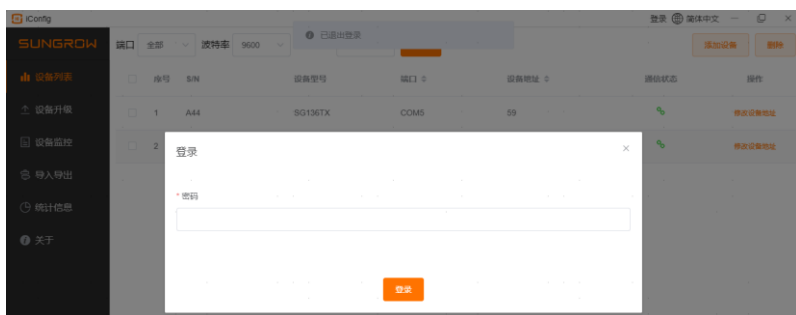 iConfig 登录 简体中文
已退出登录
SUNGROW 端口 全部 波特率 9600 添加设备 删除
设备列表 序号 S/N 设备型号 端口 设备地址 通信状态 操作
设备升级 1 A44 SG136TX COM5 59 修改设备地址
设备监控 2 修改设备地址
登录
导入导出
* 密码
统计信息
关于
登录